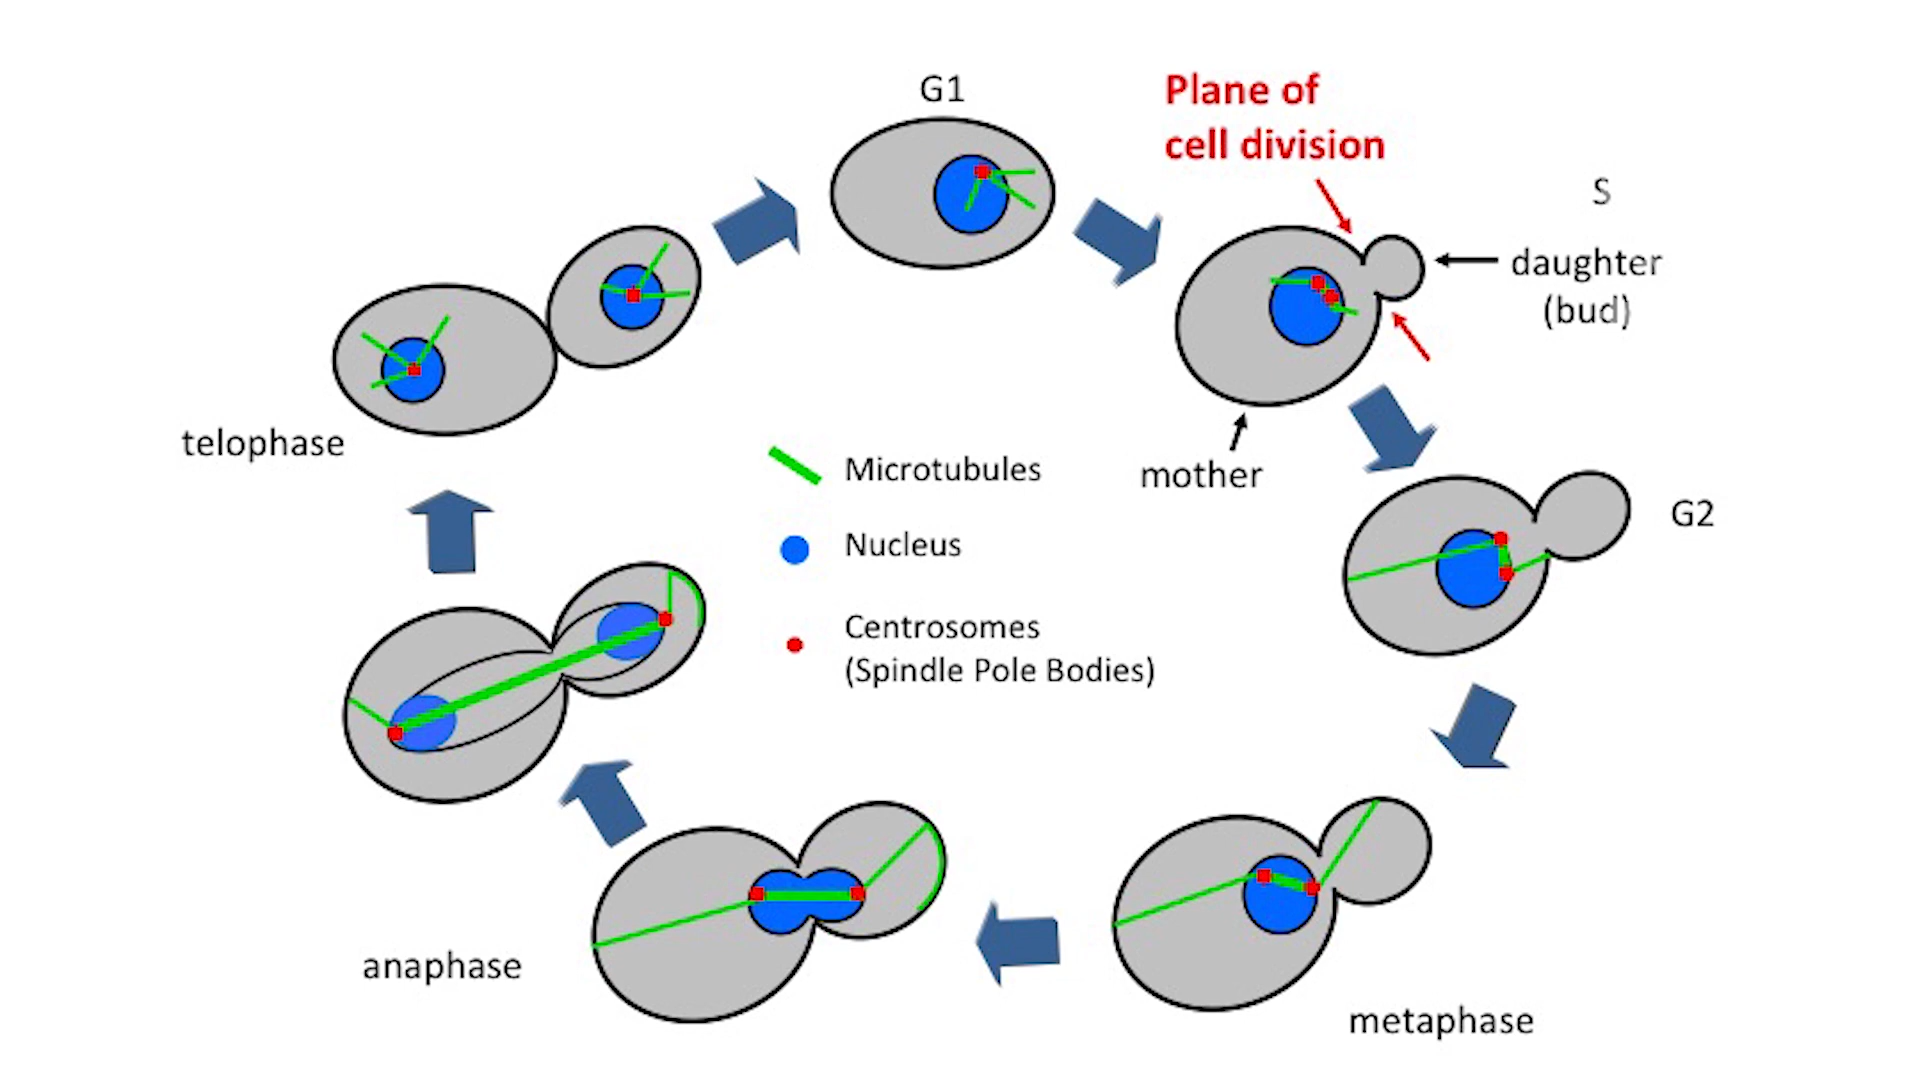 G1
Plane of
cell division
S
daughter
(bud)
mother
G2
telophase
Microtubules
Nucleus
Centrosomes
(Spindle Pole Bodies)
anaphase
metaphase